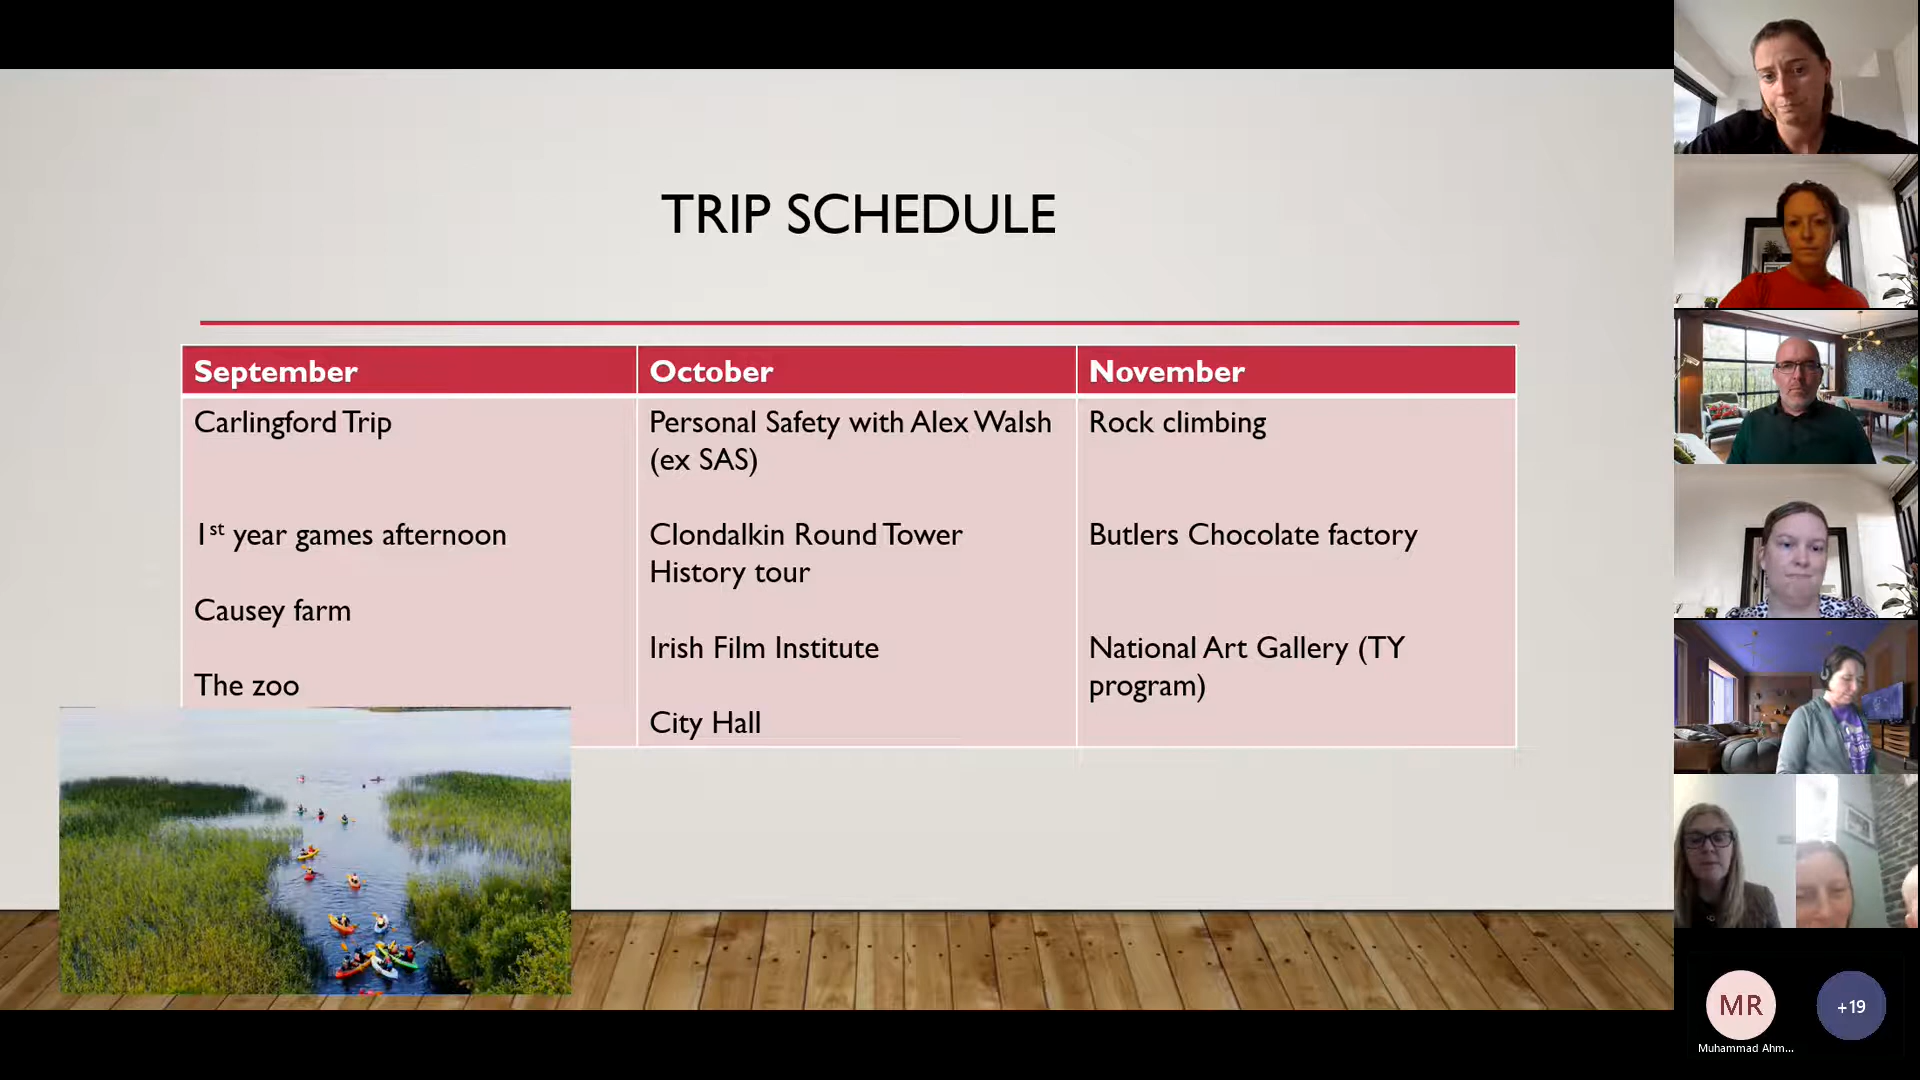 TRIP SCHEDULE
September
October
November
Carlingford Trip
1st year games afternoon
Causey farm
The zoo
Personal Safety with Alex Walsh
(ex SAS)
Clondalkin Round Tower
History tour
Irish Film Institute
City Hall
Rock climbing
Butlers Chocolate factory
National Art Gallery (TY
program)
MR
+19
Muhammad Ahm...